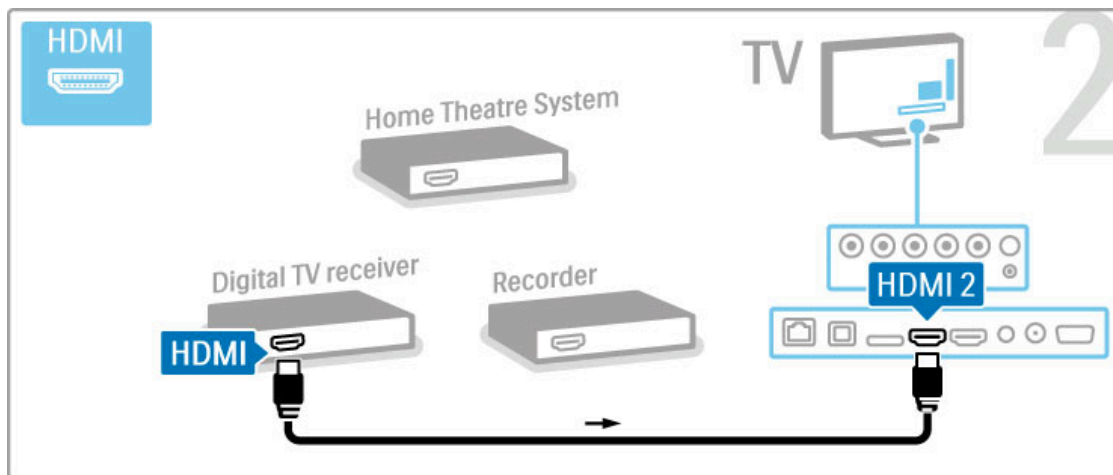 HDMI
TV
2
Home Theatre System
Digital TV receiver
Recorder
HDMI 2
HDMI